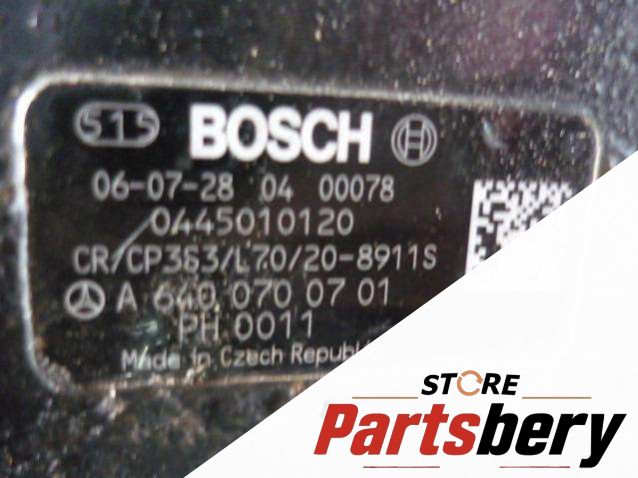 515 BOSCH
06-07-28 04 00078
0445010120
CR/CP3S3/L70/20-8911S
A 640 070 07 01
PH 0011
Made in Czech Republic
STORE
Partsbery